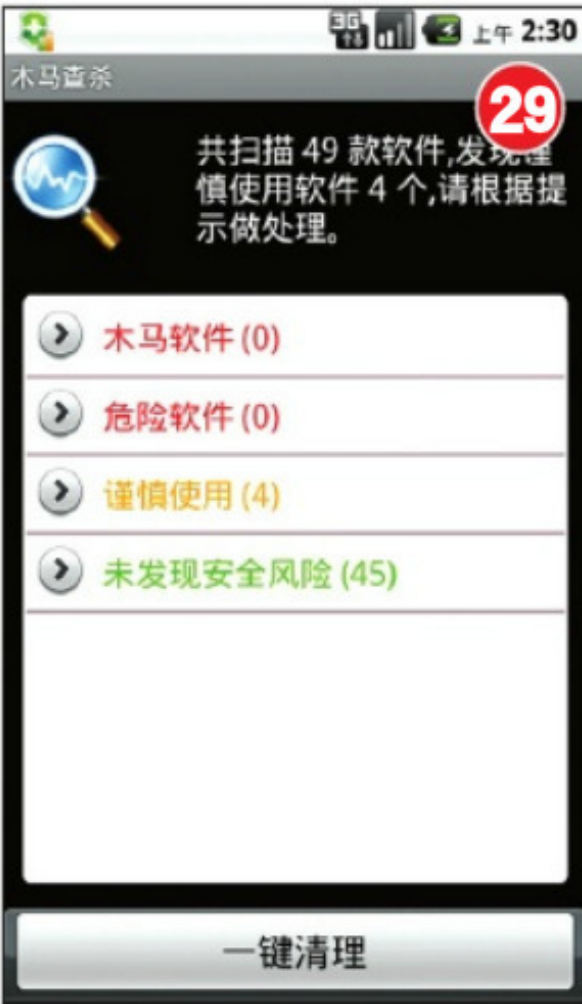 3G 上午 2:30
木马查杀
29
共扫描 49 款软件,发现谨
慎使用软件 4 个,请根据提
示做处理。
木马软件 (0)
危险软件 (0)
谨慎使用 (4)
未发现安全风险 (45)
一键清理